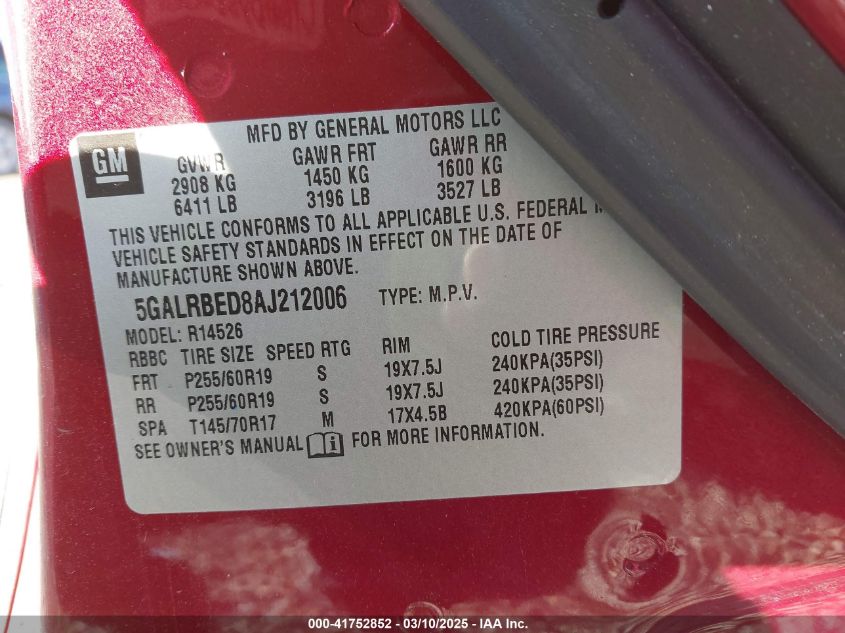 MFD BY GENERAL MOTORS LLC
GM
GVWR GAWR FRT GAWR RR
2908 KG 1450 KG 1600 KG
6411 LB 3196 LB 3527 LB
THIS VEHICLE CONFORMS TO ALL APPLICABLE U.S. FEDERAL
VEHICLE SAFETY STANDARDS IN EFFECT ON THE DATE OF
MANUFACTURE SHOWN ABOVE.
5GALRBED8AJ212006 TYPE: M.P.V.
MODEL: R14526
RBBC TIRE SIZE SPEED RTG RIM COLD TIRE PRESSURE
FRT P255/60R19 S 19X7.5J 240KPA(35PSI)
RR P255/60R19 S 19X7.5J 240KPA(35PSI)
SPA T145/70R17 M 17X4.5B 420KPA(60PSI)
SEE OWNER'S MANUAL i FOR MORE INFORMATION.
000-41752852 — 03/10/2025 — IAA, Inc.